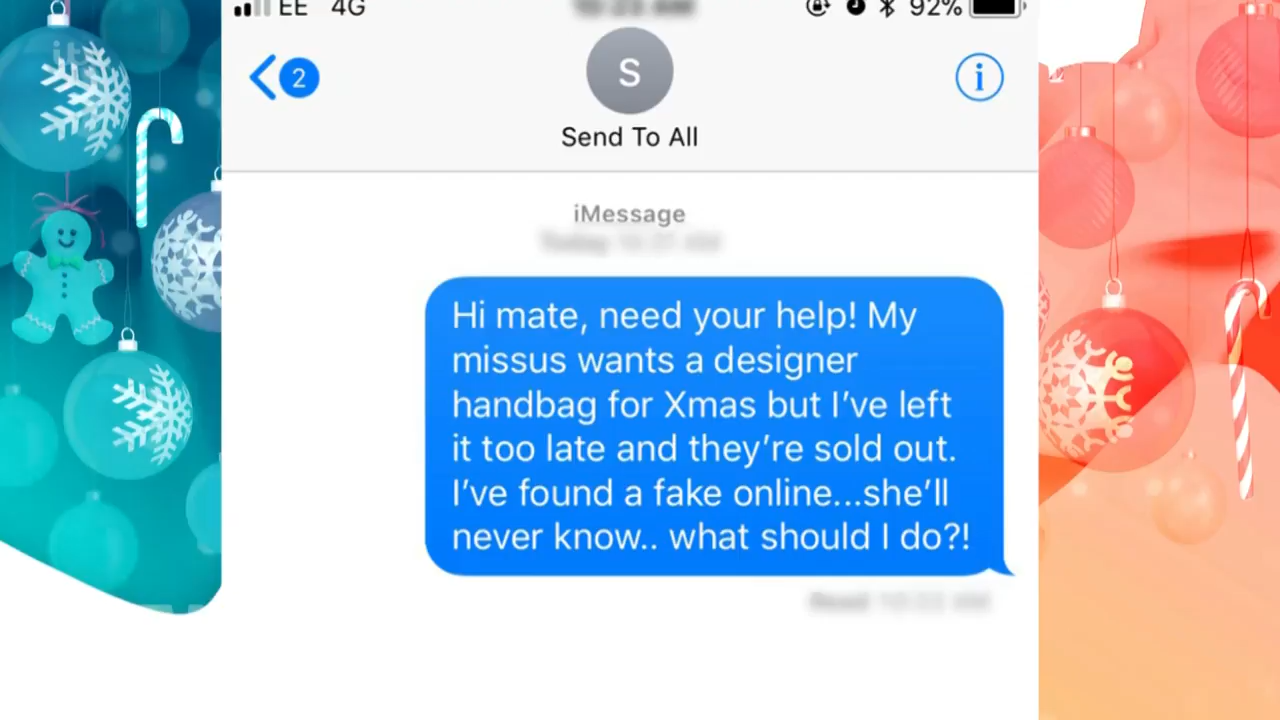 EE 4G 92%
2
S
Send To All
iMessage
Hi mate, need your help! My
missus wants a designer
handbag for Xmas but I’ve left
it too late and they’re sold out.
I’ve found a fake online...she’ll
never know.. what should I do?!